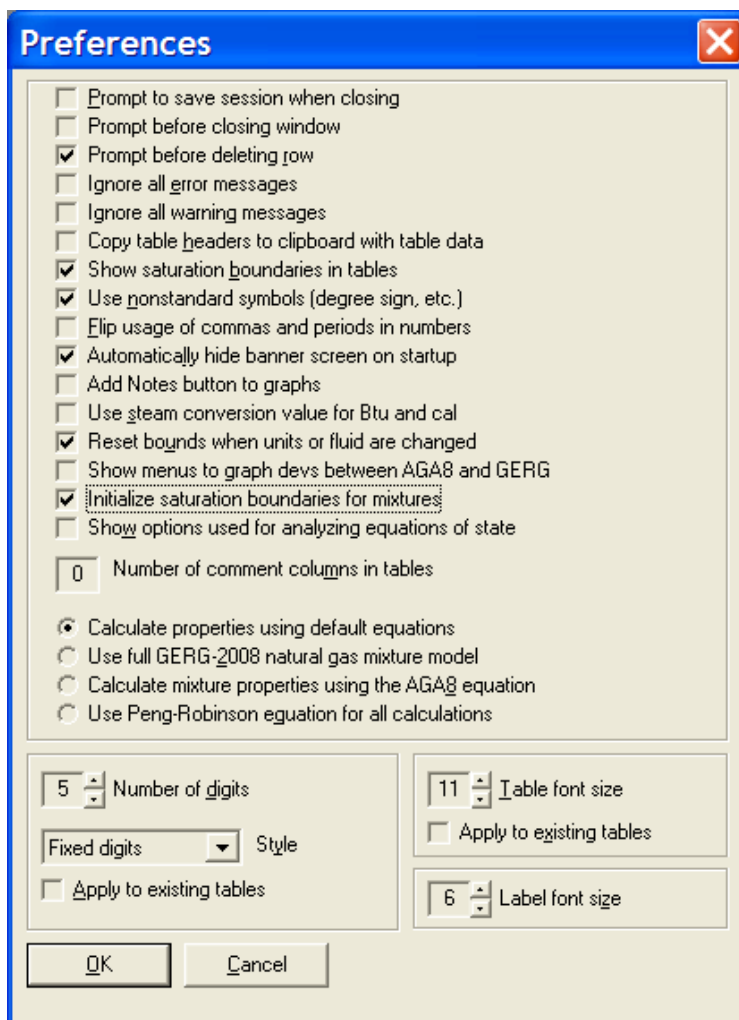 Preferences
Prompt to save session when closing
Prompt before closing window
Prompt before deleting row
Ignore all error messages
Ignore all warning messages
Copy table headers to clipboard with table data
Show saturation boundaries in tables
Use nonstandard symbols (degree sign, etc.)
Flip usage of commas and periods in numbers
Automatically hide banner screen on startup
Add Notes button to graphs
Use steam conversion value for Btu and cal
Reset bounds when units or fluid are changed
Show menus to graph devs between AGA8 and GERG
Initialize saturation boundaries for mixtures
Show options used for analyzing equations of state
0 Number of comment columns in tables
Calculate properties using default equations
Use full GERG-2008 natural gas mixture model
Calculate mixture properties using the AGA8 equation
Use Peng-Robinson equation for all calculations
5 Number of digits
Fixed digits Style
Apply to existing tables
11 Table font size
Apply to existing tables
6 Label font size
OK Cancel